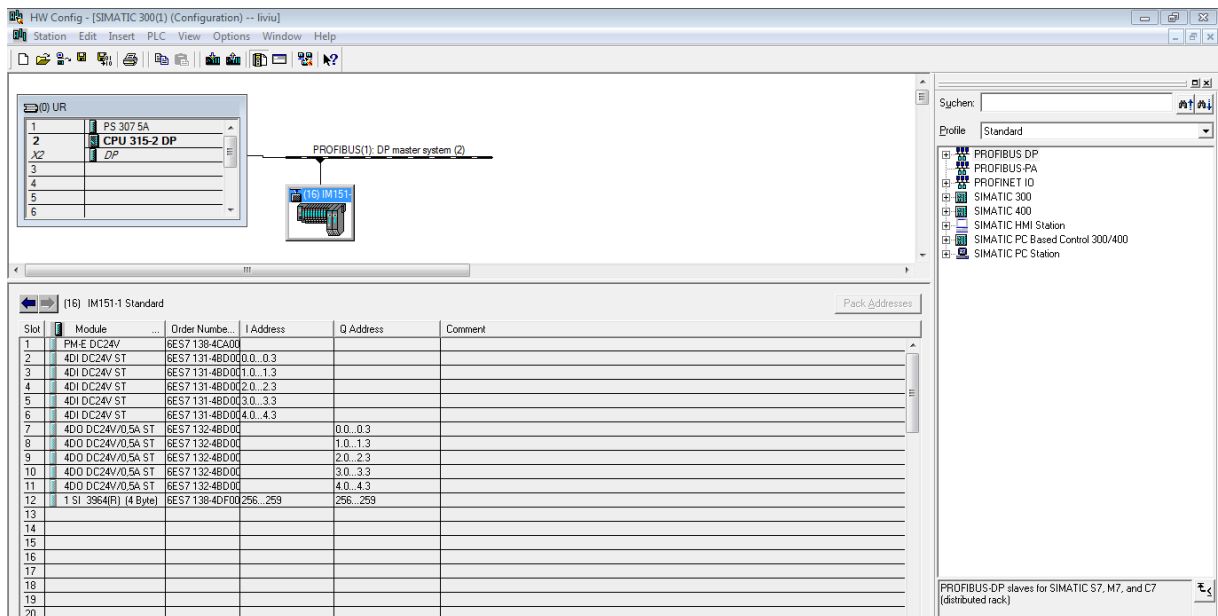 HW Config - [SIMATIC 300(1) (Configuration) -- liviu]
Station Edit Insert PLC View Options Window Help
(0) UR
1 PS 307 5A
2 CPU 315-2 DP
X2 DP
3
4
5
6
PROFIBUS(1): DP master system (2)
(16) IM151-
Suchen:
Profile Standard
PROFIBUS DP
PROFIBUS-PA
PROFINET IO
SIMATIC 300
SIMATIC 400
SIMATIC HMI Station
SIMATIC PC Based Control 300/400
SIMATIC PC Station
(16) IM151-1 Standard
Pack Addresses
Slot Module ... Order Numbe... I Address Q Address Comment
1 PM-E DC24V 6ES7 138-4CA00
2 4DI DC24V ST 6ES7 131-4BD00 0.0...0.3
3 4DI DC24V ST 6ES7 131-4BD00 1.0...1.3
4 4DI DC24V ST 6ES7 131-4BD00 2.0...2.3
5 4DI DC24V ST 6ES7 131-4BD00 3.0...3.3
6 4DI DC24V ST 6ES7 131-4BD00 4.0...4.3
7 4DO DC24V/0,5A ST 6ES7 132-4BD00 0.0...0.3
8 4DO DC24V/0,5A ST 6ES7 132-4BD00 1.0...1.3
9 4DO DC24V/0,5A ST 6ES7 132-4BD00 2.0...2.3
10 4DO DC24V/0,5A ST 6ES7 132-4BD00 3.0...3.3
11 4DO DC24V/0,5A ST 6ES7 132-4BD00 4.0...4.3
12 1 SI 3964(R) (4 Byte) 6ES7 138-4DF00 256...259 256...259
13
14
15
16
17
18
19
20
PROFIBUS-DP slaves for SIMATIC S7, M7, and C7
(distributed rack)